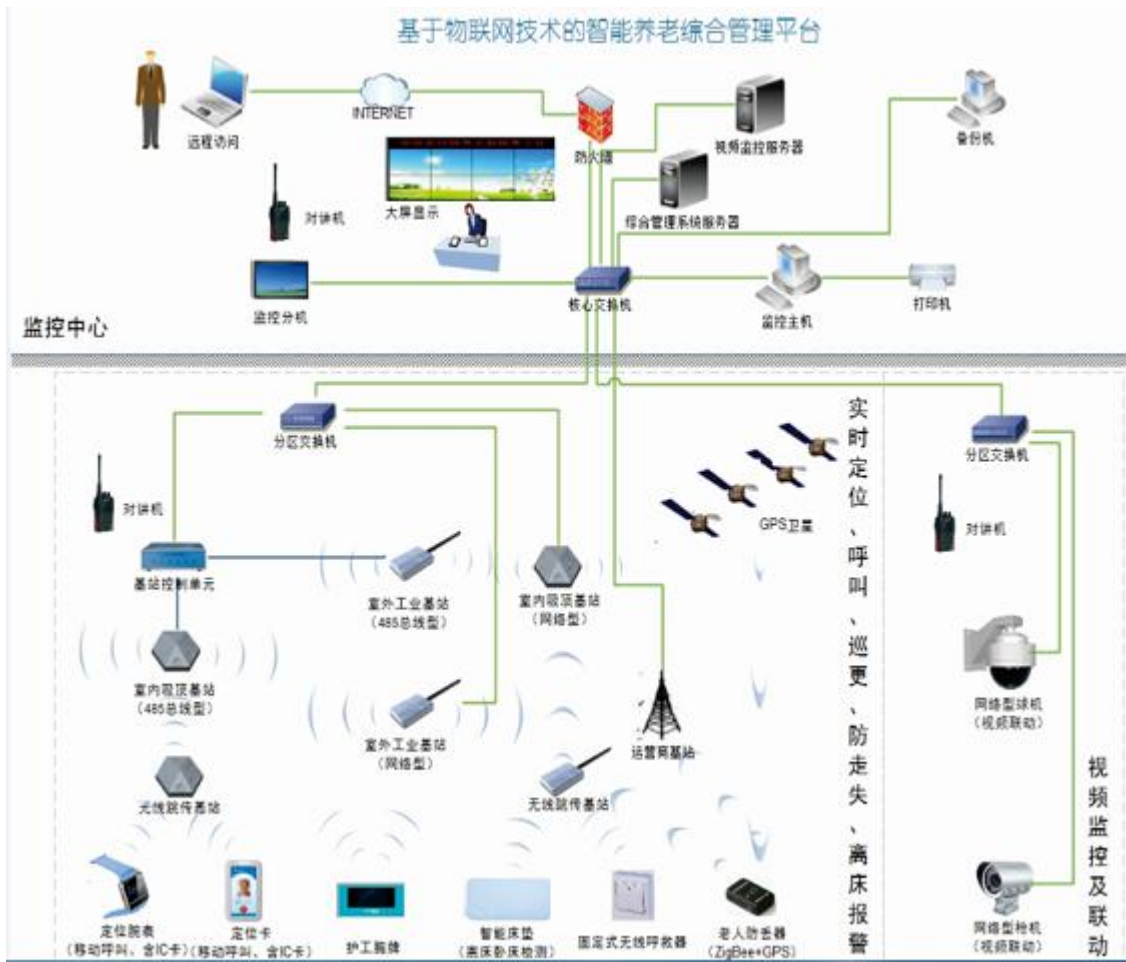 基于物联网技术的智能养老综合管理平台
远程访问
INTERNET
防火墙
视频监控服务器
备份机
对讲机
大屏显示
综合管理系统服务器
监控分机
核心交换机
监控主机
打印机
监控中心
分区交换机
对讲机
基站控制单元
室外工业基站
(485总线型)
室内吸顶基站
(网络型)
GPS卫星
室内吸顶基站
(485总线型)
室外工业基站
(网络型)
运营商基站
无线跳传基站
无线跳传基站
定位腕表
(移动呼叫、含IC卡)
定位卡
(移动呼叫、含IC卡)
护工胸牌
智能床垫
(离床卧床检测)
固定式无线呼救器
老人防丢器
(ZigBee+GPS)
实时定位、呼叫、巡更、防走失、离床报警
分区交换机
对讲机
网络型球机
(视频联动)
网络型枪机
(视频联动)
视频监控及联动